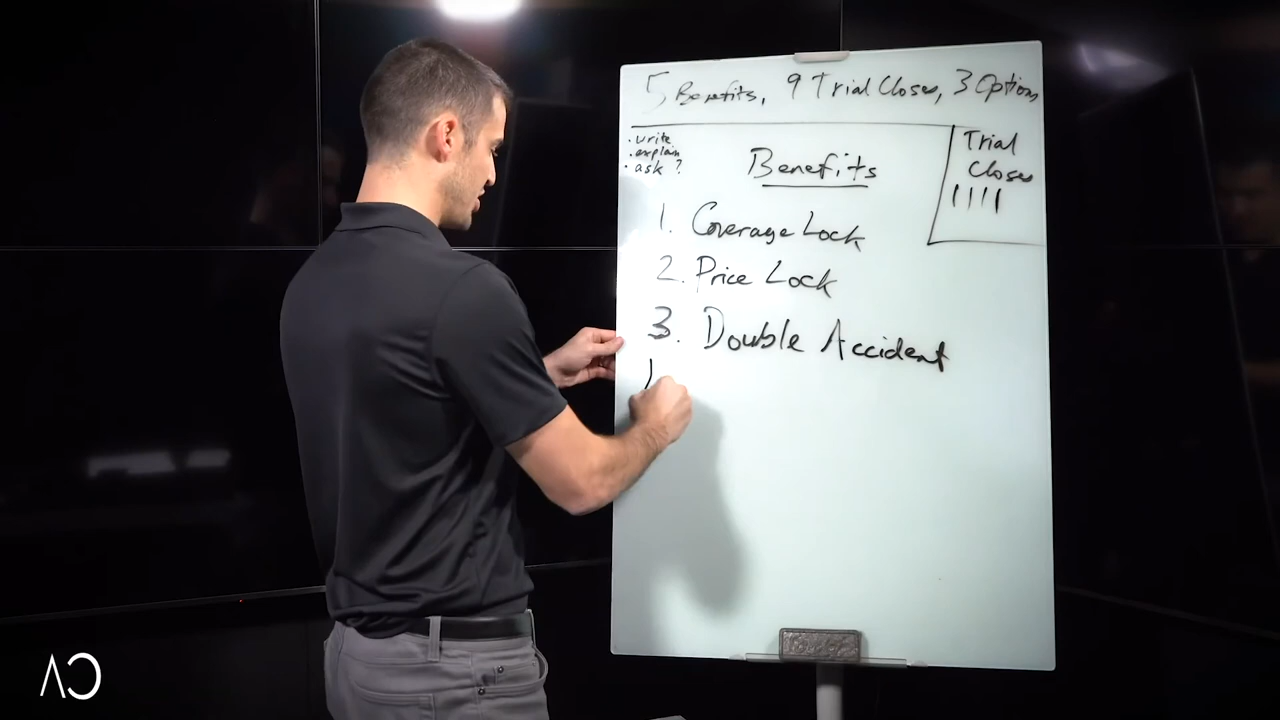 5 Benefits, 9 Trial Closes, 3 Options
• write
• explain
• ask ?
Benefits
Trial
Closes
||||
1. Coverage Lock
2. Price Lock
3. Double Accident